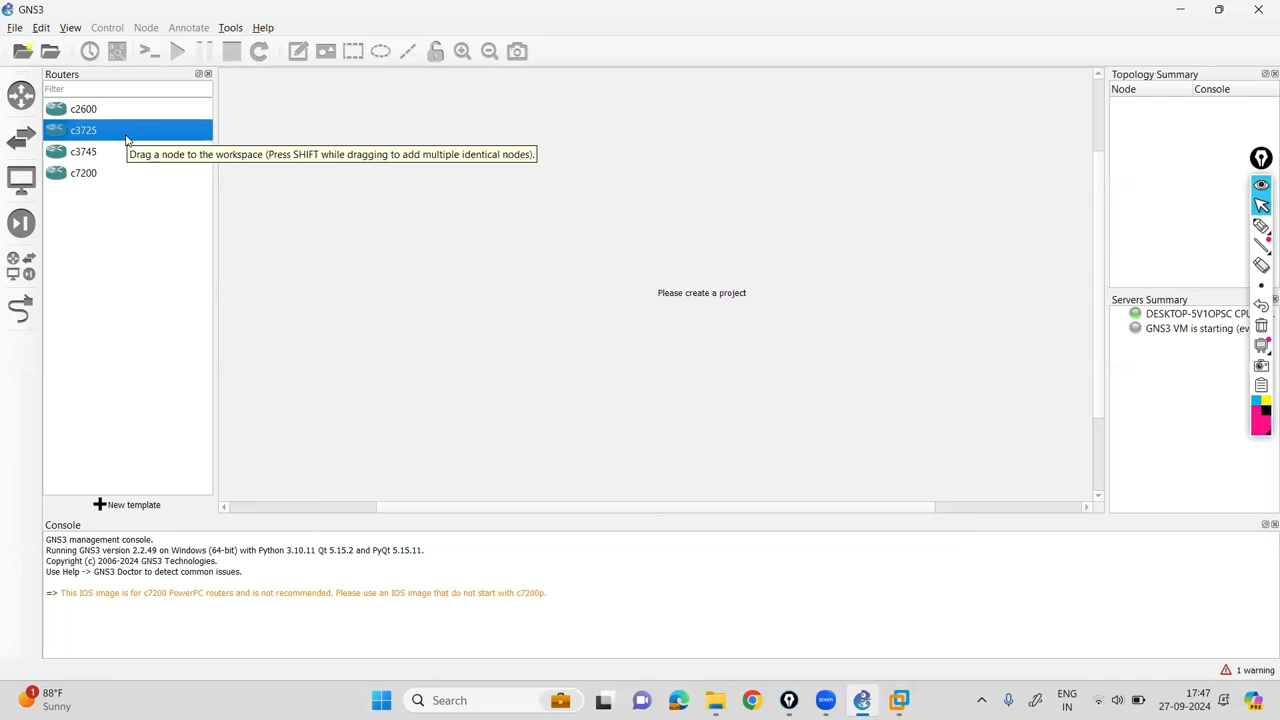 GNS3
File Edit View Control Node Annotate Tools Help
Routers
Filter
c2600
c3725
c3745
c7200
Drag a node to the workspace (Press SHIFT while dragging to add multiple identical nodes).
New template
Please create a project
Topology Summary
Node Console
Servers Summary
DESKTOP-5V1OPSC CPU
GNS3 VM is starting (ev
Console
GNS3 management console.
Running GNS3 version 2.2.49 on Windows (64-bit) with Python 3.10.11 Qt 5.15.2 and PyQt 5.15.11.
Copyright (c) 2006-2024 GNS3 Technologies.
Use Help -> GNS3 Doctor to detect common issues.
=> This IOS image is for c7200 PowerPC routers and is not recommended. Please use an IOS image that do not start with c7200p.
1 warning
1
88°F
Sunny
Search
zoom
ENG
IN
17:47
27-09-2024
PRE